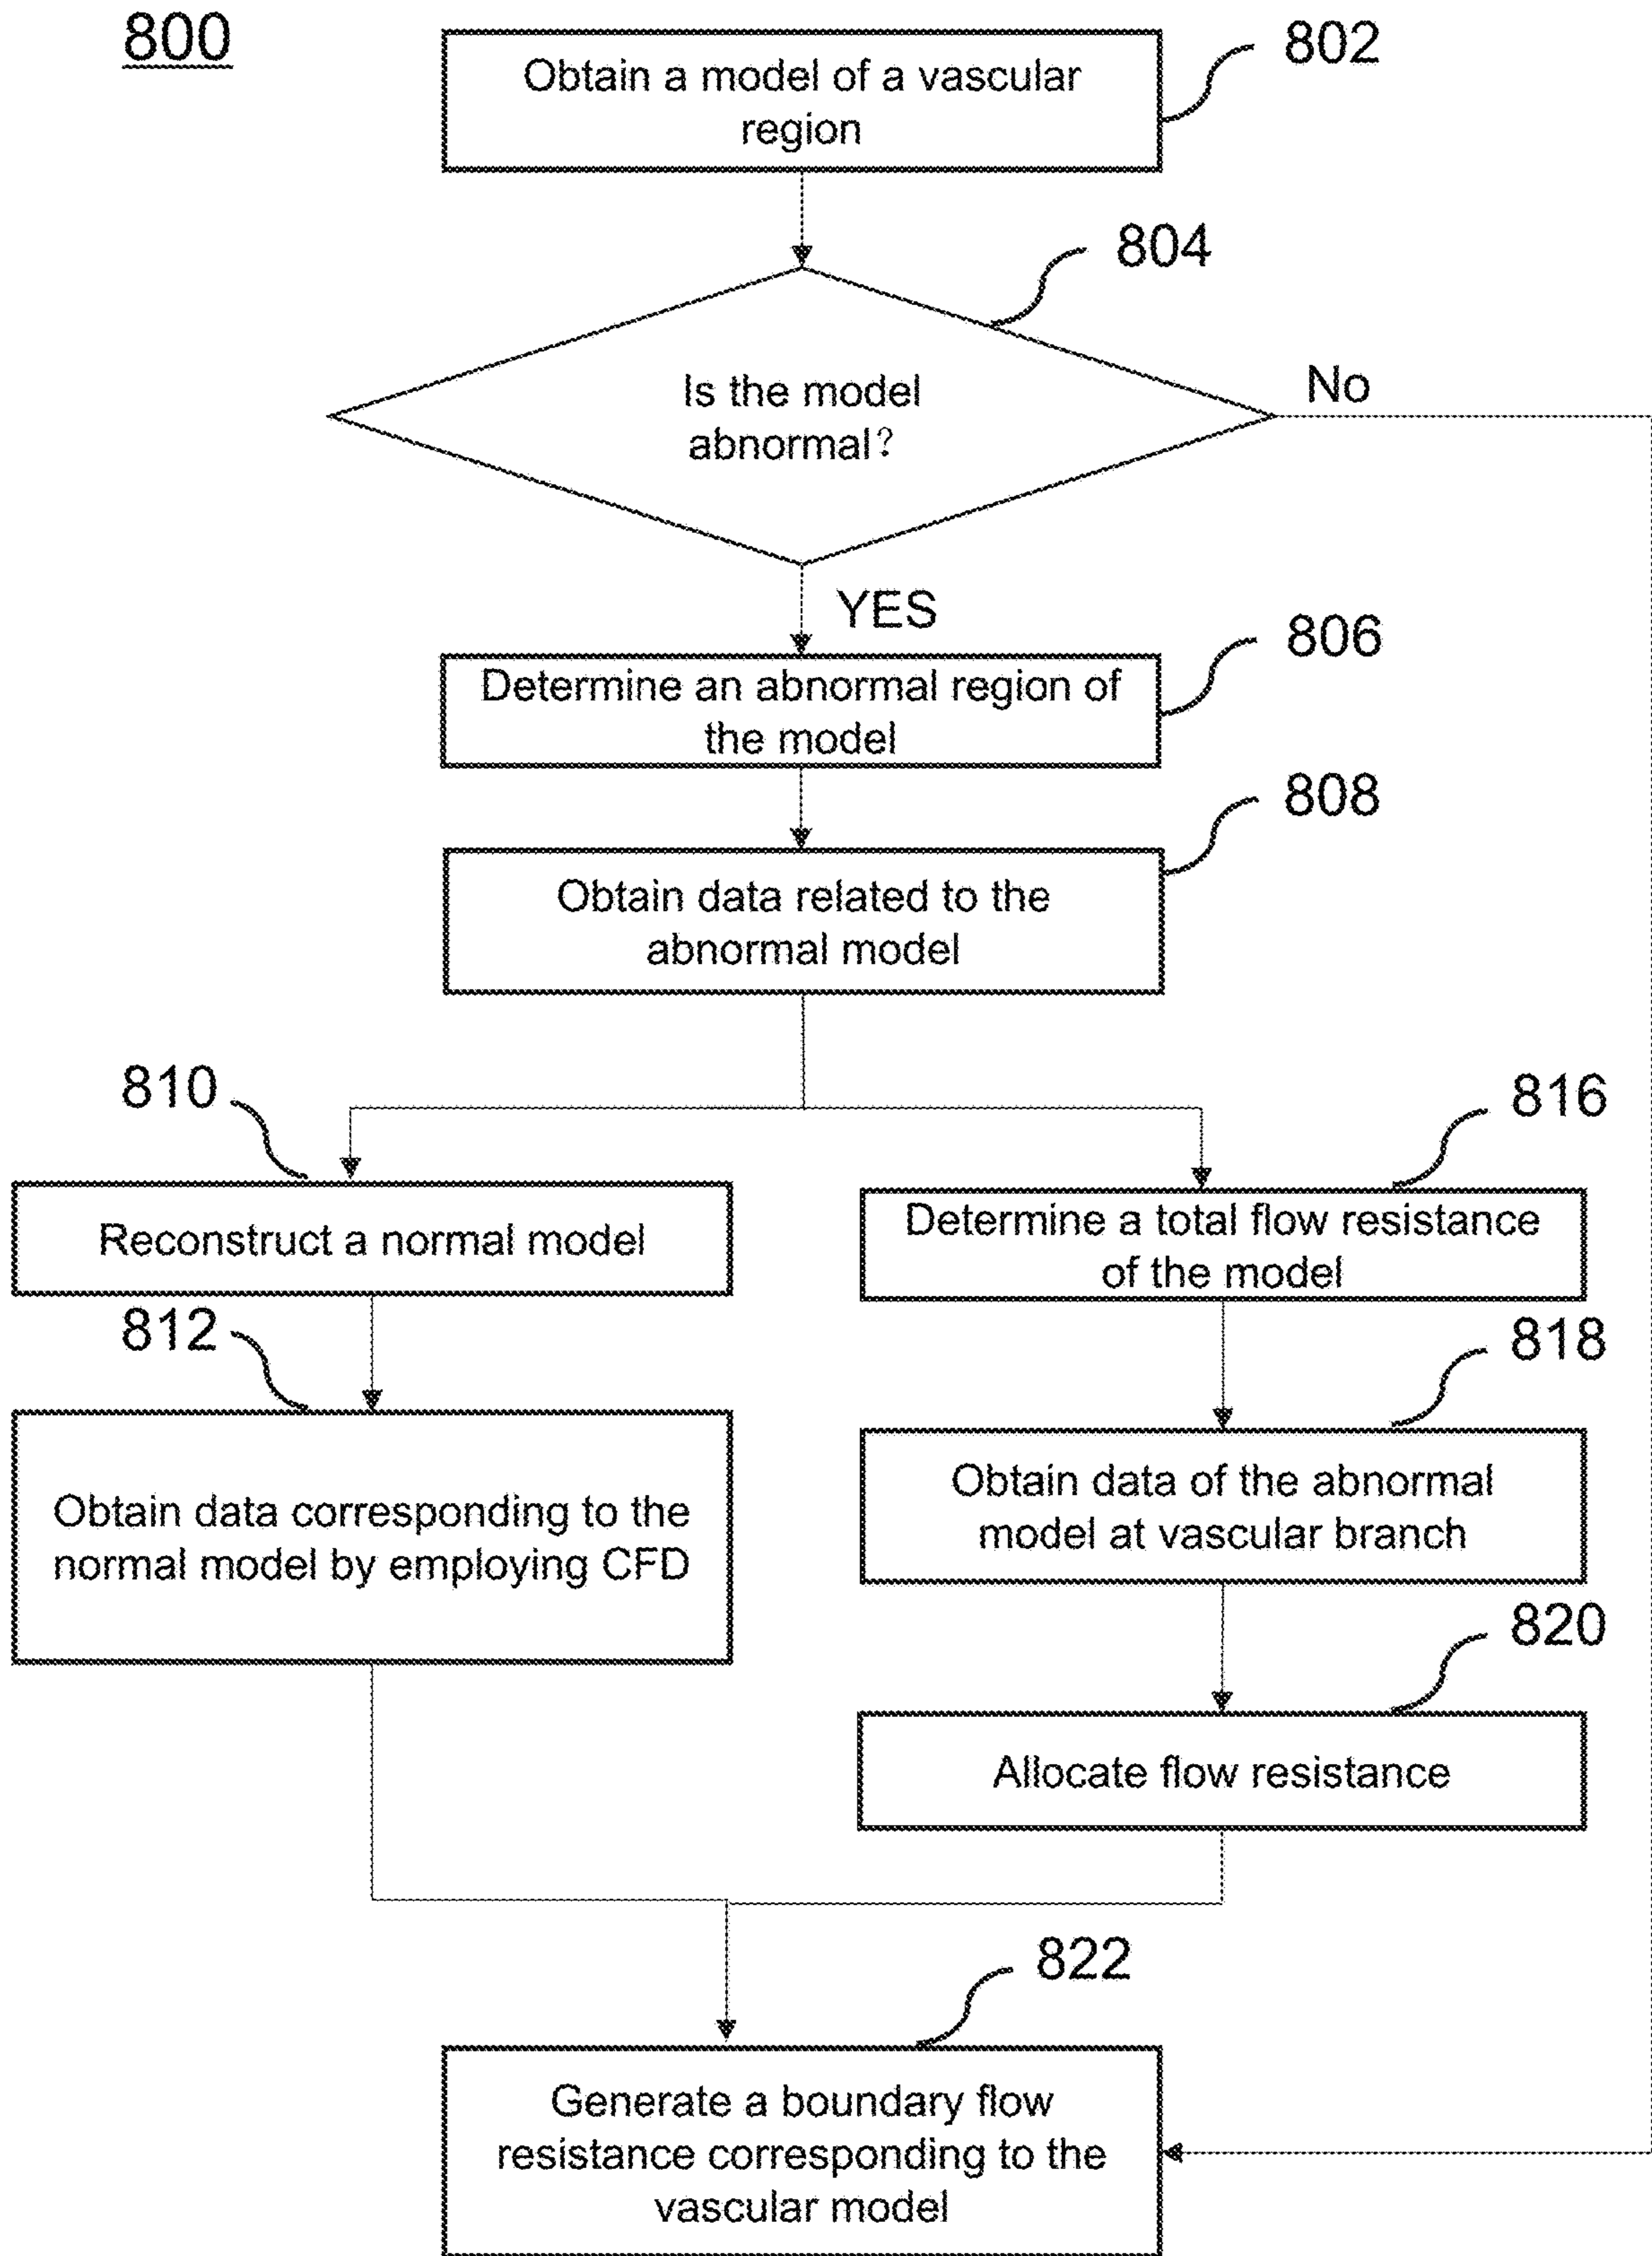 800
802
Obtain a model of a vascular
region
804
Is the model
abnormal?
No
YES
806
Determine an abnormal region of
the model
808
Obtain data related to the
abnormal model
810
816
Reconstruct a normal model
Determine a total flow resistance
of the model
812
818
Obtain data corresponding to the
normal model by employing CFD
Obtain data of the abnormal
model at vascular branch
820
Allocate flow resistance
822
Generate a boundary flow
resistance corresponding to the
vascular model